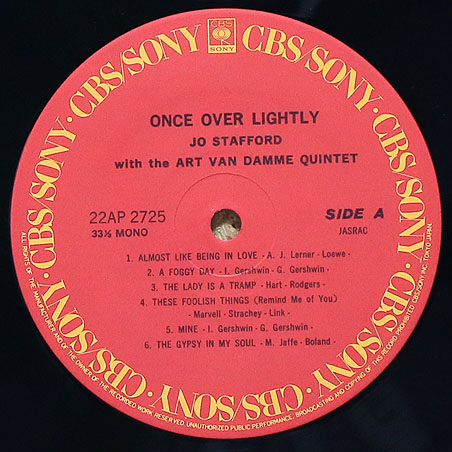 CBS/SONY · CBS/SONY · CBS/SONY · CBS/SONY · CBS/SONY · CBS/SONY · CBS/SONY · CBS/SONY
CBS
SONY
ONCE OVER LIGHTLY
JO STAFFORD
with the ART VAN DAMME QUINTET
22AP 2725
33⅓ MONO
SIDE A
JASRAC
1. ALMOST LIKE BEING IN LOVE - A. J. Lerner - Loewe -
2. A FOGGY DAY - I. Gershwin - G. Gershwin -
3. THE LADY IS A TRAMP - Hart - Rodgers -
4. THESE FOOLISH THINGS (Remind Me of You)
- Marvell - Strachey - Link -
5. MINE - I. Gershwin - G. Gershwin -
6. THE GYPSY IN MY SOUL - M. Jaffe - Boland -
ALL RIGHTS OF THE MANUFACTURER AND OF THE OWNER OF THE RECORDED WORK RESERVED. UNAUTHORIZED PUBLIC PERFORMANCE, BROADCASTING AND COPYING OF THIS RECORD PROHIBITED CBS/SONY INC. TOKYO JAPAN